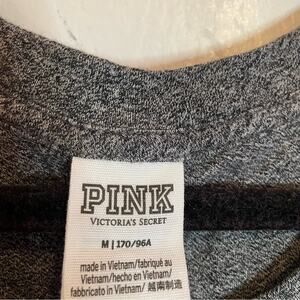 PINK
VICTORIA'S SECRET
M | 170/96A
made in Vietnam/fabriqué au
Vietnam/hecho en Vietnam/
fabbricato in Vietnam/ 越南制造